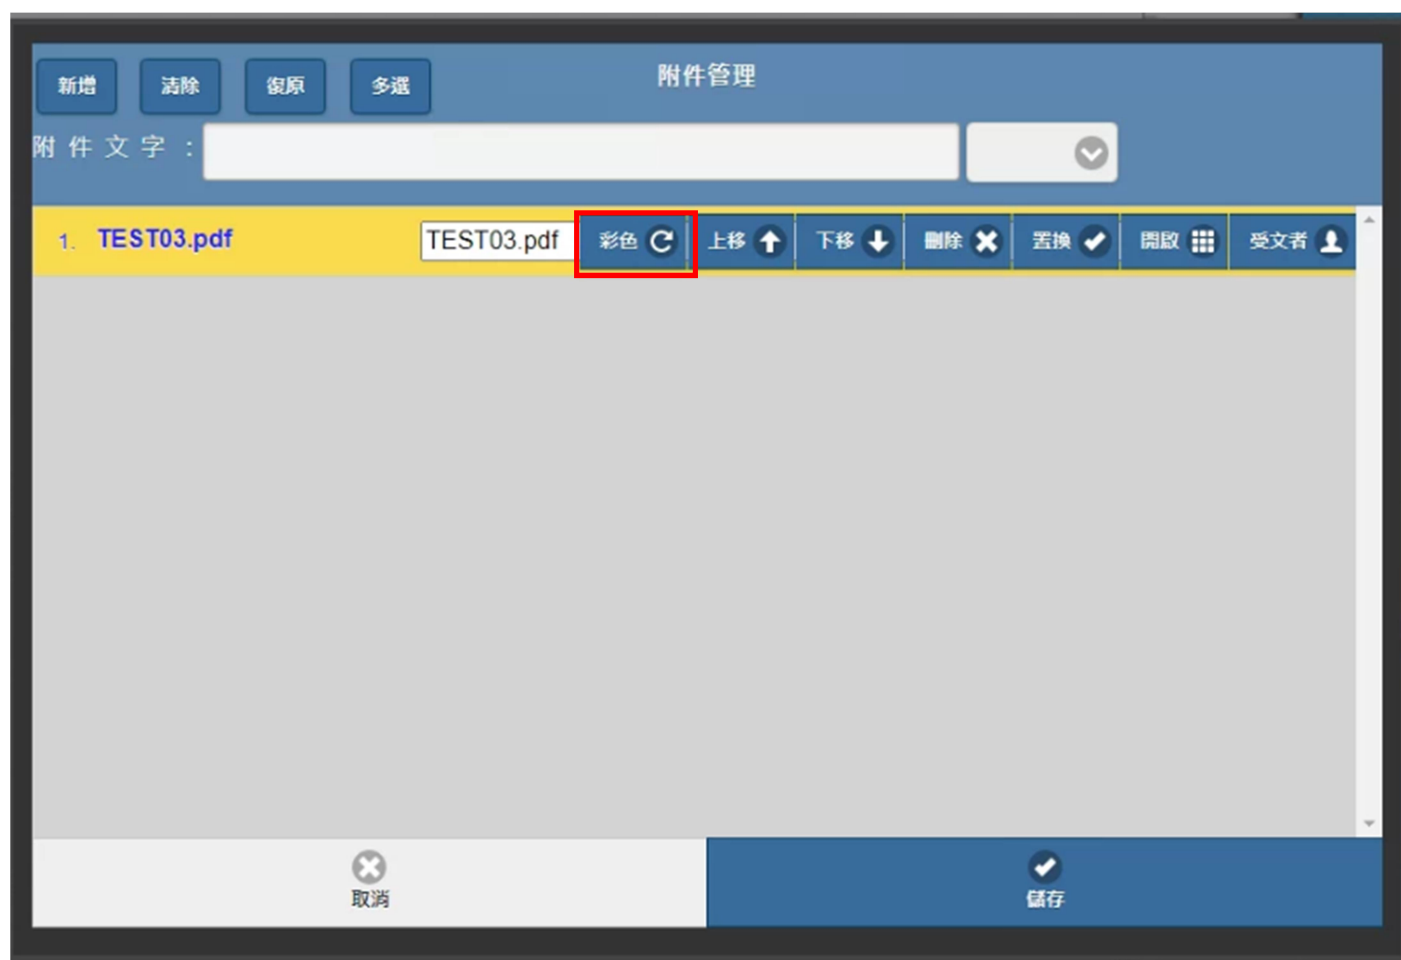 新增 清除 復原 多選 附件管理
附件文字：
1. TEST03.pdf TEST03.pdf 彩色 上移 下移 刪除 置換 開啟 受文者
取消 儲存